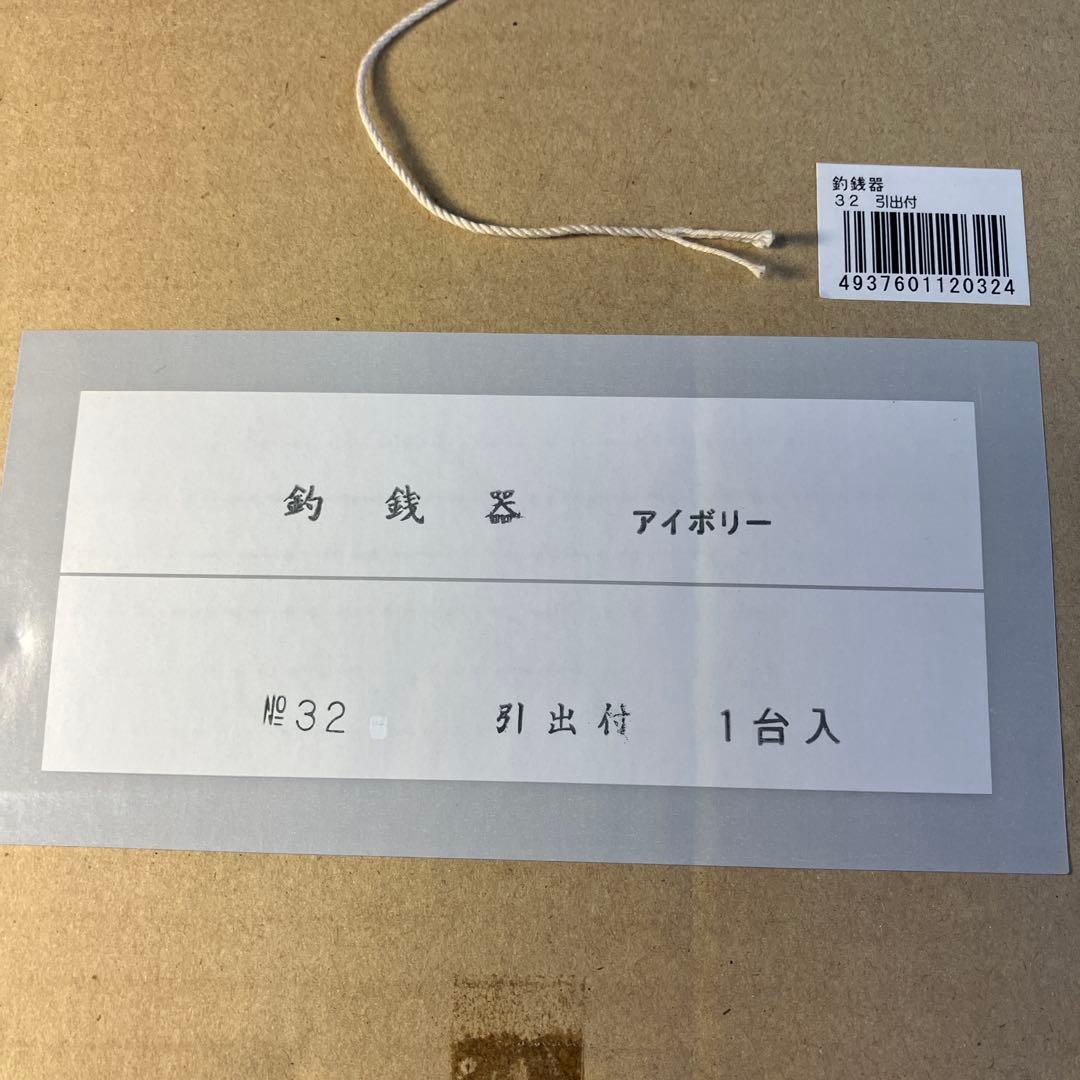 釣銭器
32 引出付
4937601120324
釣 銭 器 アイボリー
№32 引出付 1台入